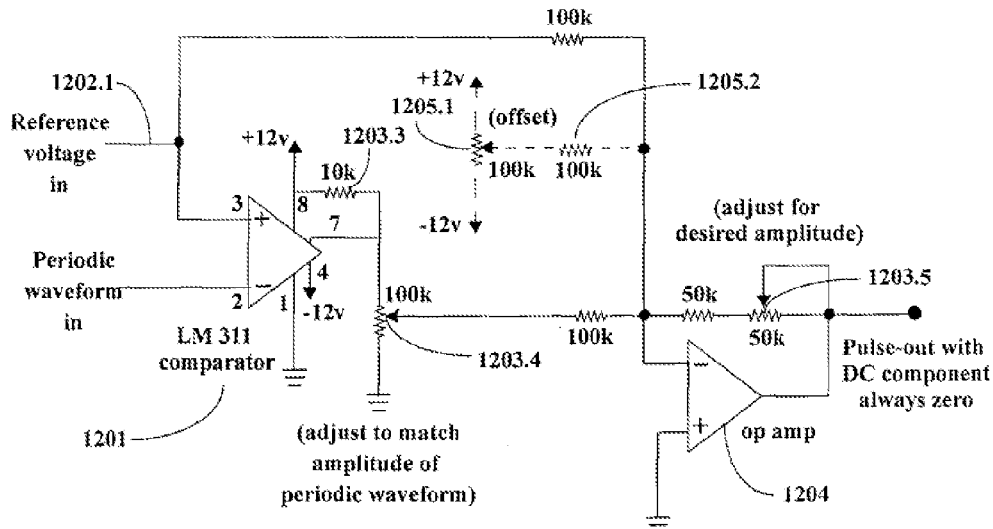 100k
1202.1
+12v
1205.2
1205.1
(offset)
Reference
voltage
in
+12v
1203.3
100k
100k
10k
8
3
+
7
-12v
(adjust for
desired amplitude)
Periodic
waveform
in
−
2
4
1
-12v
100k
1203.5
50k
50k
100k
LM 311
comparator
1203.4
Pulse-out with
DC component
always zero
−
+
1201
(adjust to match
amplitude of
periodic waveform)
op amp
1204